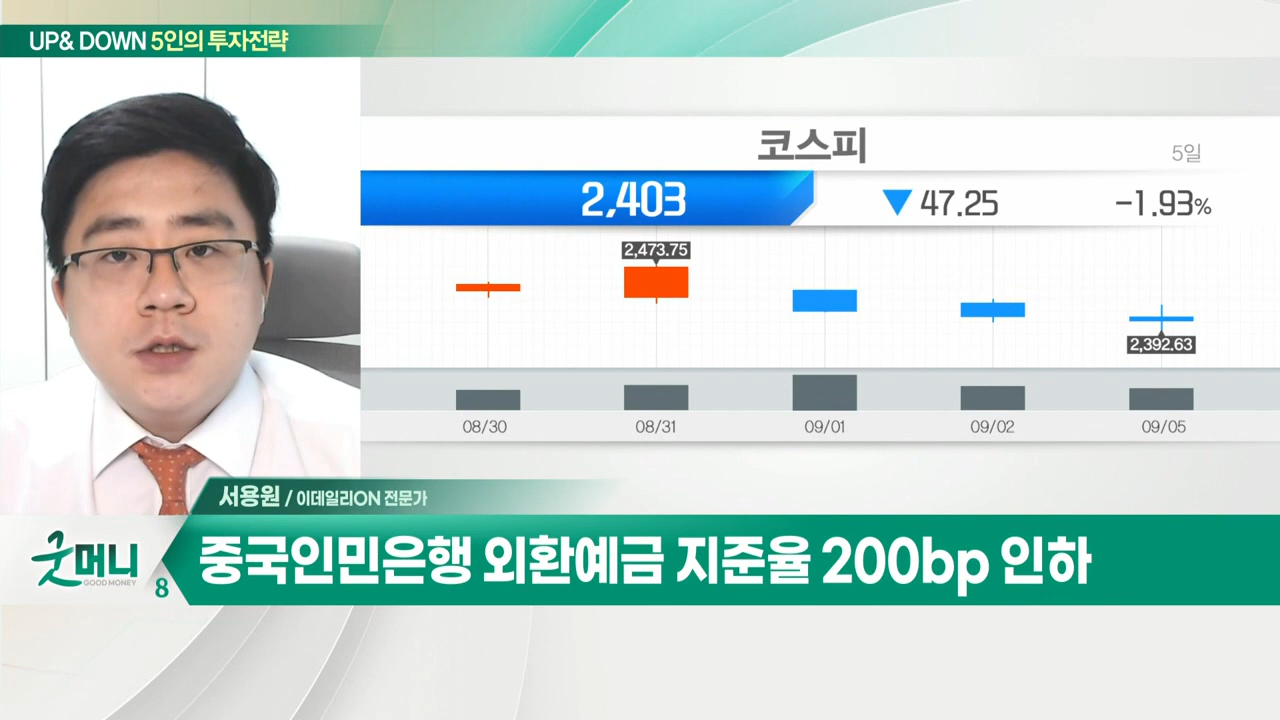 UP& DOWN 5인의 투자전략
코스피
5일
2,403 ▼ 47.25 -1.93%
2,473.75
2,392.63
08/30 08/31 09/01 09/02 09/05
서용원 / 이데일리ON 전문가
굿머니
GOOD MONEY
8
중국인민은행 외환예금 지준율 200bp 인하